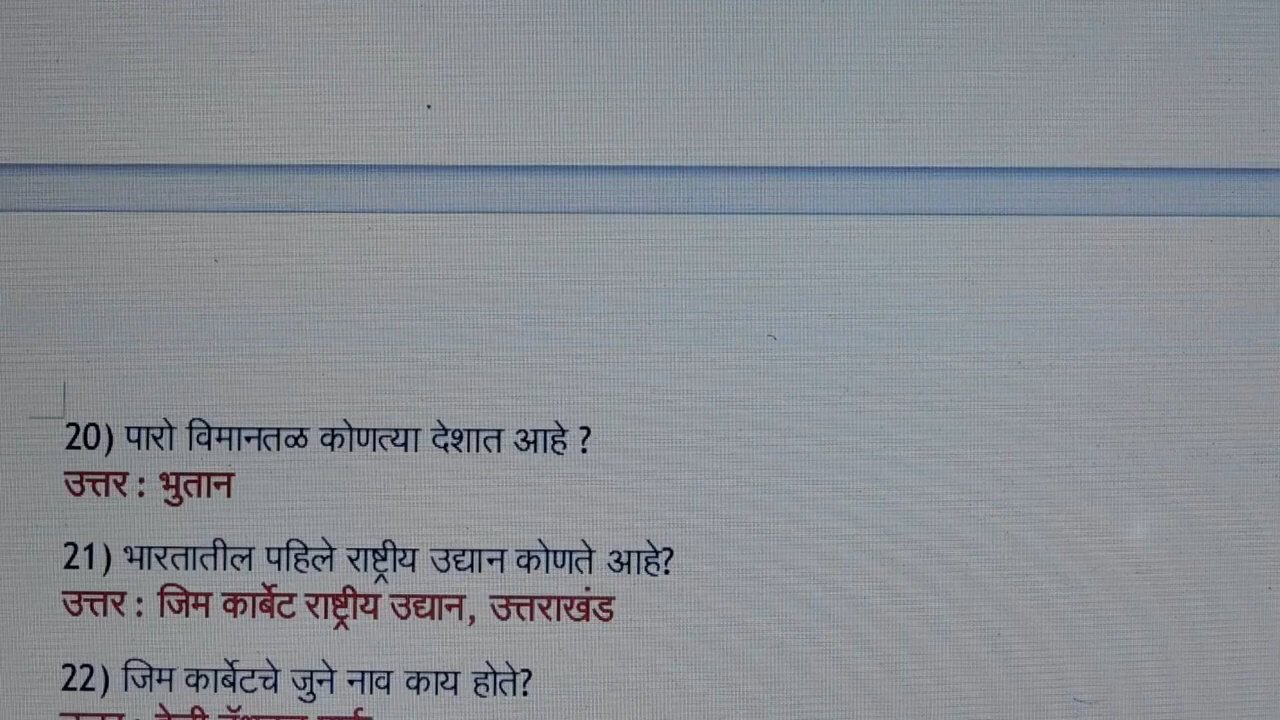 20) पारो विमानतळ कोणत्या देशात आहे ?
उत्तर : भुतान
21) भारतातील पहिले राष्ट्रीय उद्यान कोणते आहे?
उत्तर : जिम कार्बेट राष्ट्रीय उद्यान, उत्तराखंड
22) जिम कार्बेटचे जुने नाव काय होते?